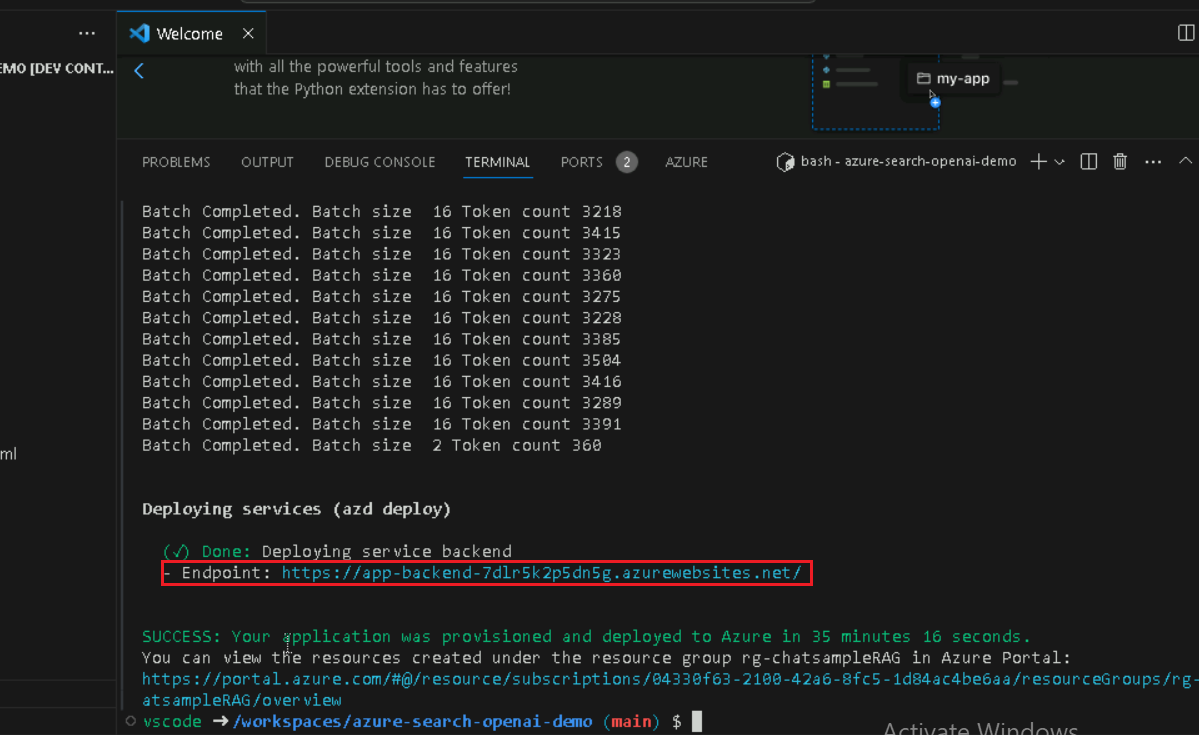 Welcome
EMO [DEV CONT...
with all the powerful tools and features
that the Python extension has to offer!
my-app
PROBLEMS OUTPUT DEBUG CONSOLE TERMINAL PORTS 2 AZURE bash - azure-search-openai-demo
Batch Completed. Batch size  16 Token count 3218
Batch Completed. Batch size  16 Token count 3415
Batch Completed. Batch size  16 Token count 3323
Batch Completed. Batch size  16 Token count 3360
Batch Completed. Batch size  16 Token count 3275
Batch Completed. Batch size  16 Token count 3228
Batch Completed. Batch size  16 Token count 3385
Batch Completed. Batch size  16 Token count 3504
Batch Completed. Batch size  16 Token count 3416
Batch Completed. Batch size  16 Token count 3289
Batch Completed. Batch size  16 Token count 3391
Batch Completed. Batch size  2 Token count 360
ml
Deploying services (azd deploy)
(✓) Done: Deploying service backend
- Endpoint: https://app-backend-7dlr5k2p5dn5g.azurewebsites.net/
SUCCESS: Your application was provisioned and deployed to Azure in 35 minutes 16 seconds.
You can view the resources created under the resource group rg-chatsampleRAG in Azure Portal:
https://portal.azure.com/#@/resource/subscriptions/04330f63-2100-42a6-8fc5-1d84ac4be6aa/resourceGroups/rg-
atsampleRAG/overview
vscode ➜ /workspaces/azure-search-openai-demo (main) $
Activate Windows